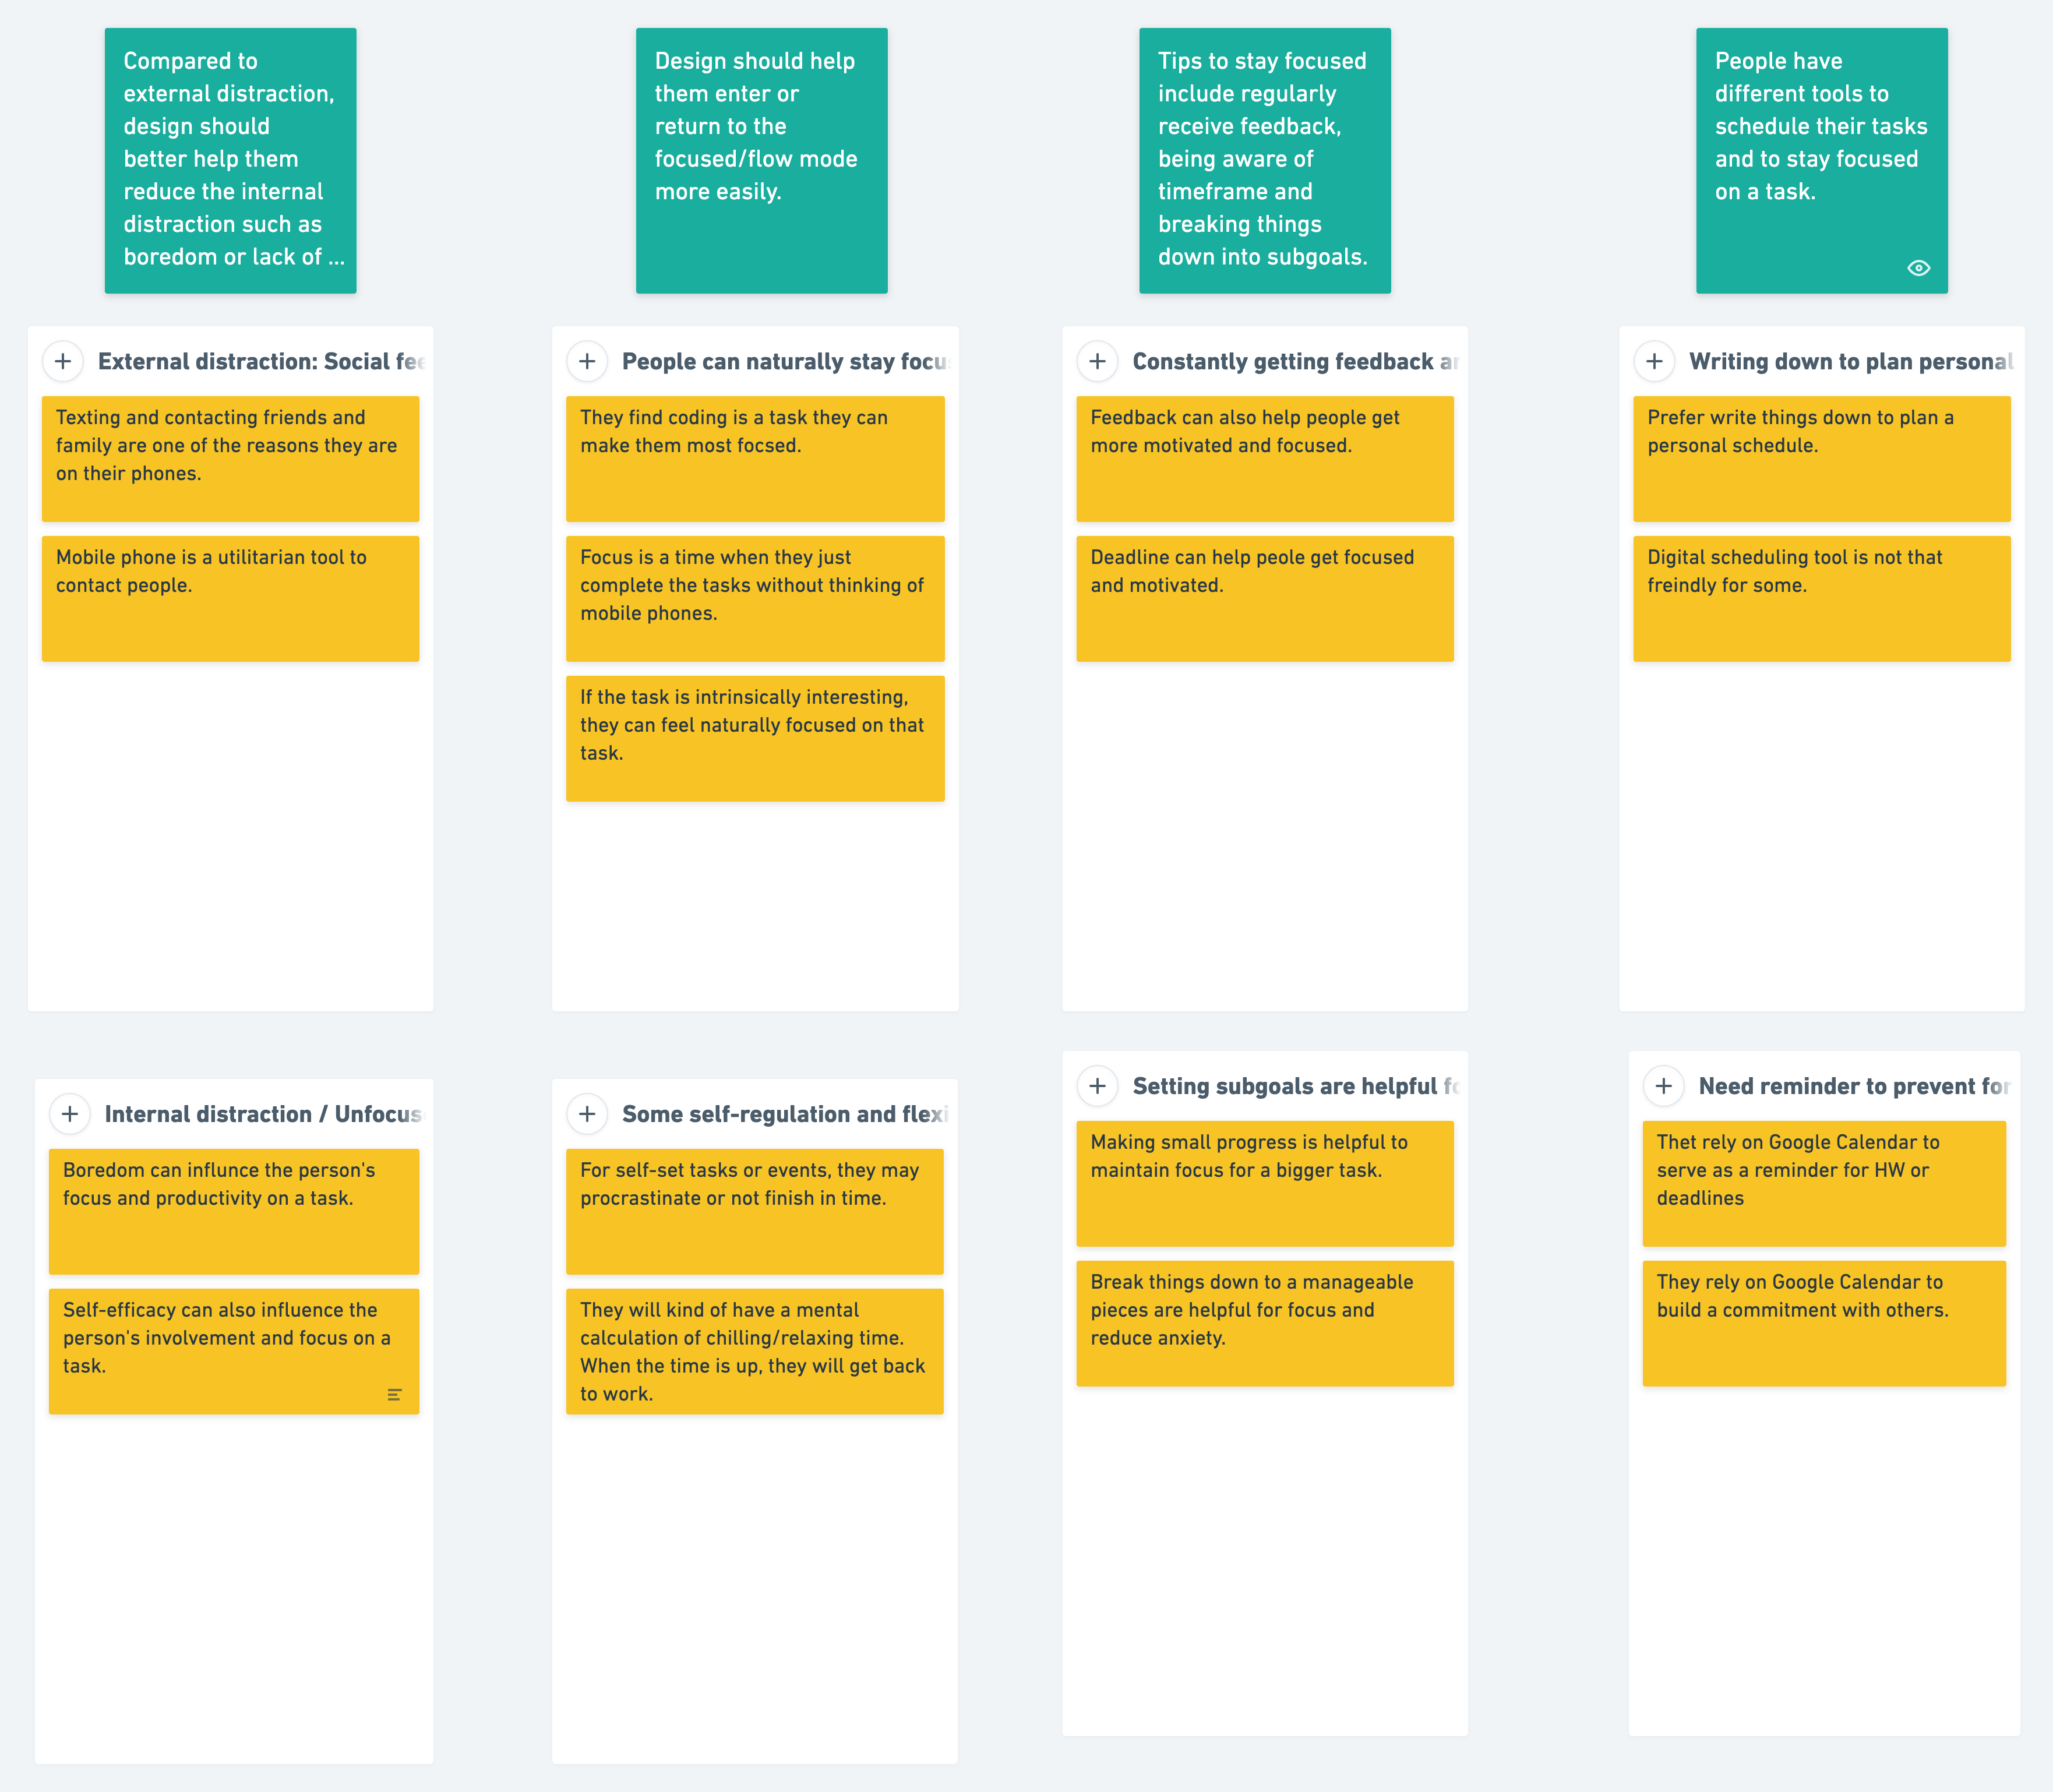 Compared to
external distraction,
design should
better help them
reduce the internal
distraction such as
boredom or lack of ...
Design should help
them enter or
return to the
focused/flow mode
more easily.
Tips to stay focused
include regularly
receive feedback,
being aware of
timeframe and
breaking things
down into subgoals.
People have
different tools to
schedule their tasks
and to stay focused
on a task.
External distraction: Social
Texting and contacting friends and
family are one of the reasons they are
on their phones.
Mobile phone is a utilitarian tool to
contact people.
People can naturally stay
They find coding is a task they can
make them most focsed.
Focus is a time when they just
complete the tasks without thinking of
mobile phones.
If the task is intrinsically interesting,
they can feel naturally focused on that
task.
Constantly getting feedback
Feedback can also help people get
more motivated and focused.
Deadline can help peole get focused
and motivated.
Writing down to plan personal
Prefer write things down to plan a
personal schedule.
Digital scheduling tool is not that
freindly for some.
Internal distraction /
Boredom can influnce the person's
focus and productivity on a task.
Self-efficacy can also influence the
person's involvement and focus on a
task.
Some self-regulation and
For self-set tasks or events, they may
procrastinate or not finish in time.
They will kind of have a mental
calculation of chilling/relaxing time.
When the time is up, they will get back
to work.
Setting subgoals are helpful
Making small progress is helpful to
maintain focus for a bigger task.
Break things down to a manageable
pieces are helpful for focus and
reduce anxiety.
Need reminder to prevent
Thet rely on Google Calendar to
serve as a reminder for HW or
deadlines
They rely on Google Calendar to
build a commitment with others.